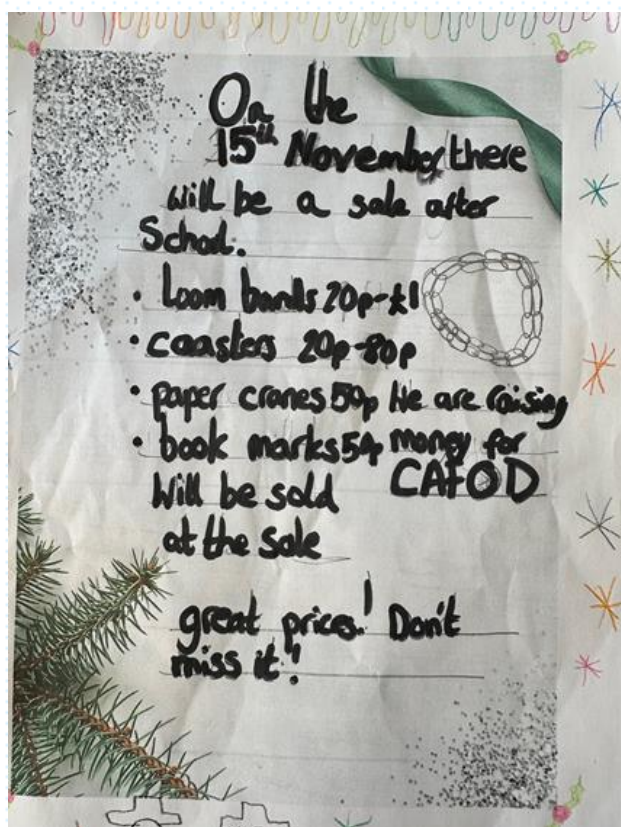 On the
15th November there
will be a sale after
School.
• Loom bands 20p-£1
• coasters 20p-80p
• paper cranes 50p
• book marks 54p
will be sold
at the sale
We are raising
money for
CAFOD
great prices! Don't
miss it!